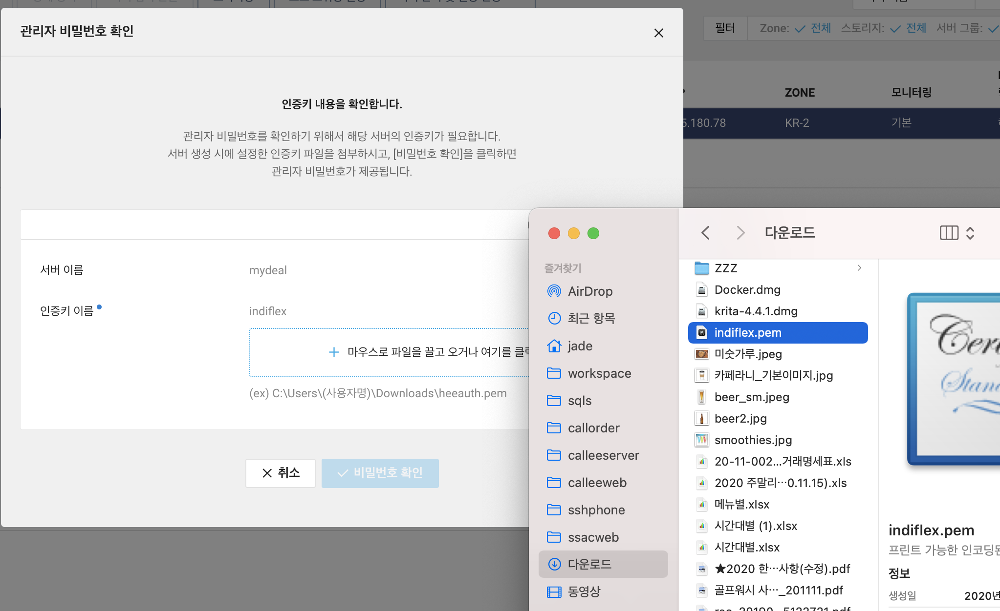 관리자 비밀번호 확인
인증키 내용을 확인합니다.
관리자 비밀번호를 확인하기 위해서 해당 서버의 인증키가 필요합니다.
서버 생성 시에 설정한 인증키 파일을 첨부하시고, [비밀번호 확인]을 클릭하면
관리자 비밀번호가 제공됩니다.
서버 이름
mydeal
인증키 이름
indiflex
마우스로 파일을 끌고 오거나 여기를
(ex) C:\Users\(사용자명)\Downloads\heeauth.pem
취소
비밀번호 확인
필터
Zone: 전체 스토리지: 전체 서버 그룹:
ZONE
모니터링
5.180.78
KR-2
기본
즐겨찾기
AirDrop
최근 항목
jade
workspace
sqls
callorder
calleeserver
calleeweb
sshphone
ssacweb
다운로드
동영상
다운로드
ZZZ
Docker.dmg
krita-4.4.1.dmg
indiflex.pem
미숫가루.jpeg
카페라니_기본이미지.jpg
beer_sm.jpeg
beer2.jpg
smoothies.jpg
20-11-002...거래명세표.xls
2020 주말리…0.11.15).xls
메뉴별.xlsx
시간대별 (1).xlsx
시간대별.xlsx
★2020 한…사항(수정).pdf
골프워시 사…_201111.pdf
indiflex.pem
프린트 가능한 인코딩된
정보
생성일
2020년